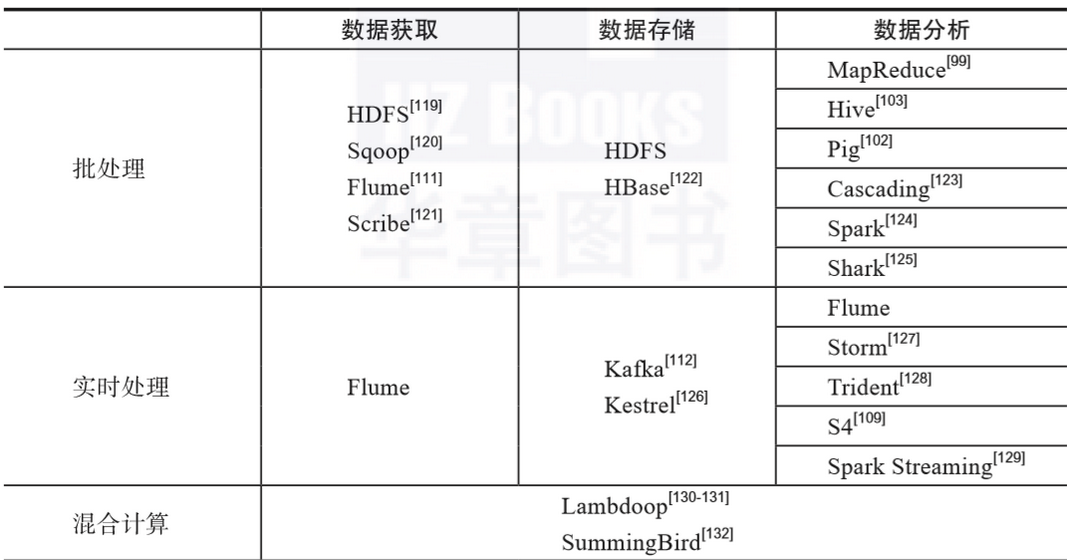 数据获取 数据存储 数据分析
批处理
HDFS[119]
Sqoop[120]
Flume[111]
Scribe[121]
HDFS
HBase[122]
MapReduce[99]
Hive[103]
Pig[102]
Cascading[123]
Spark[124]
Shark[125]
实时处理
Flume
Kafka[112]
Kestrel[126]
Flume
Storm[127]
Trident[128]
S4[109]
Spark Streaming[129]
混合计算
Lambdoop[130-131]
SummingBird[132]
HZ BOOKS
华章图书